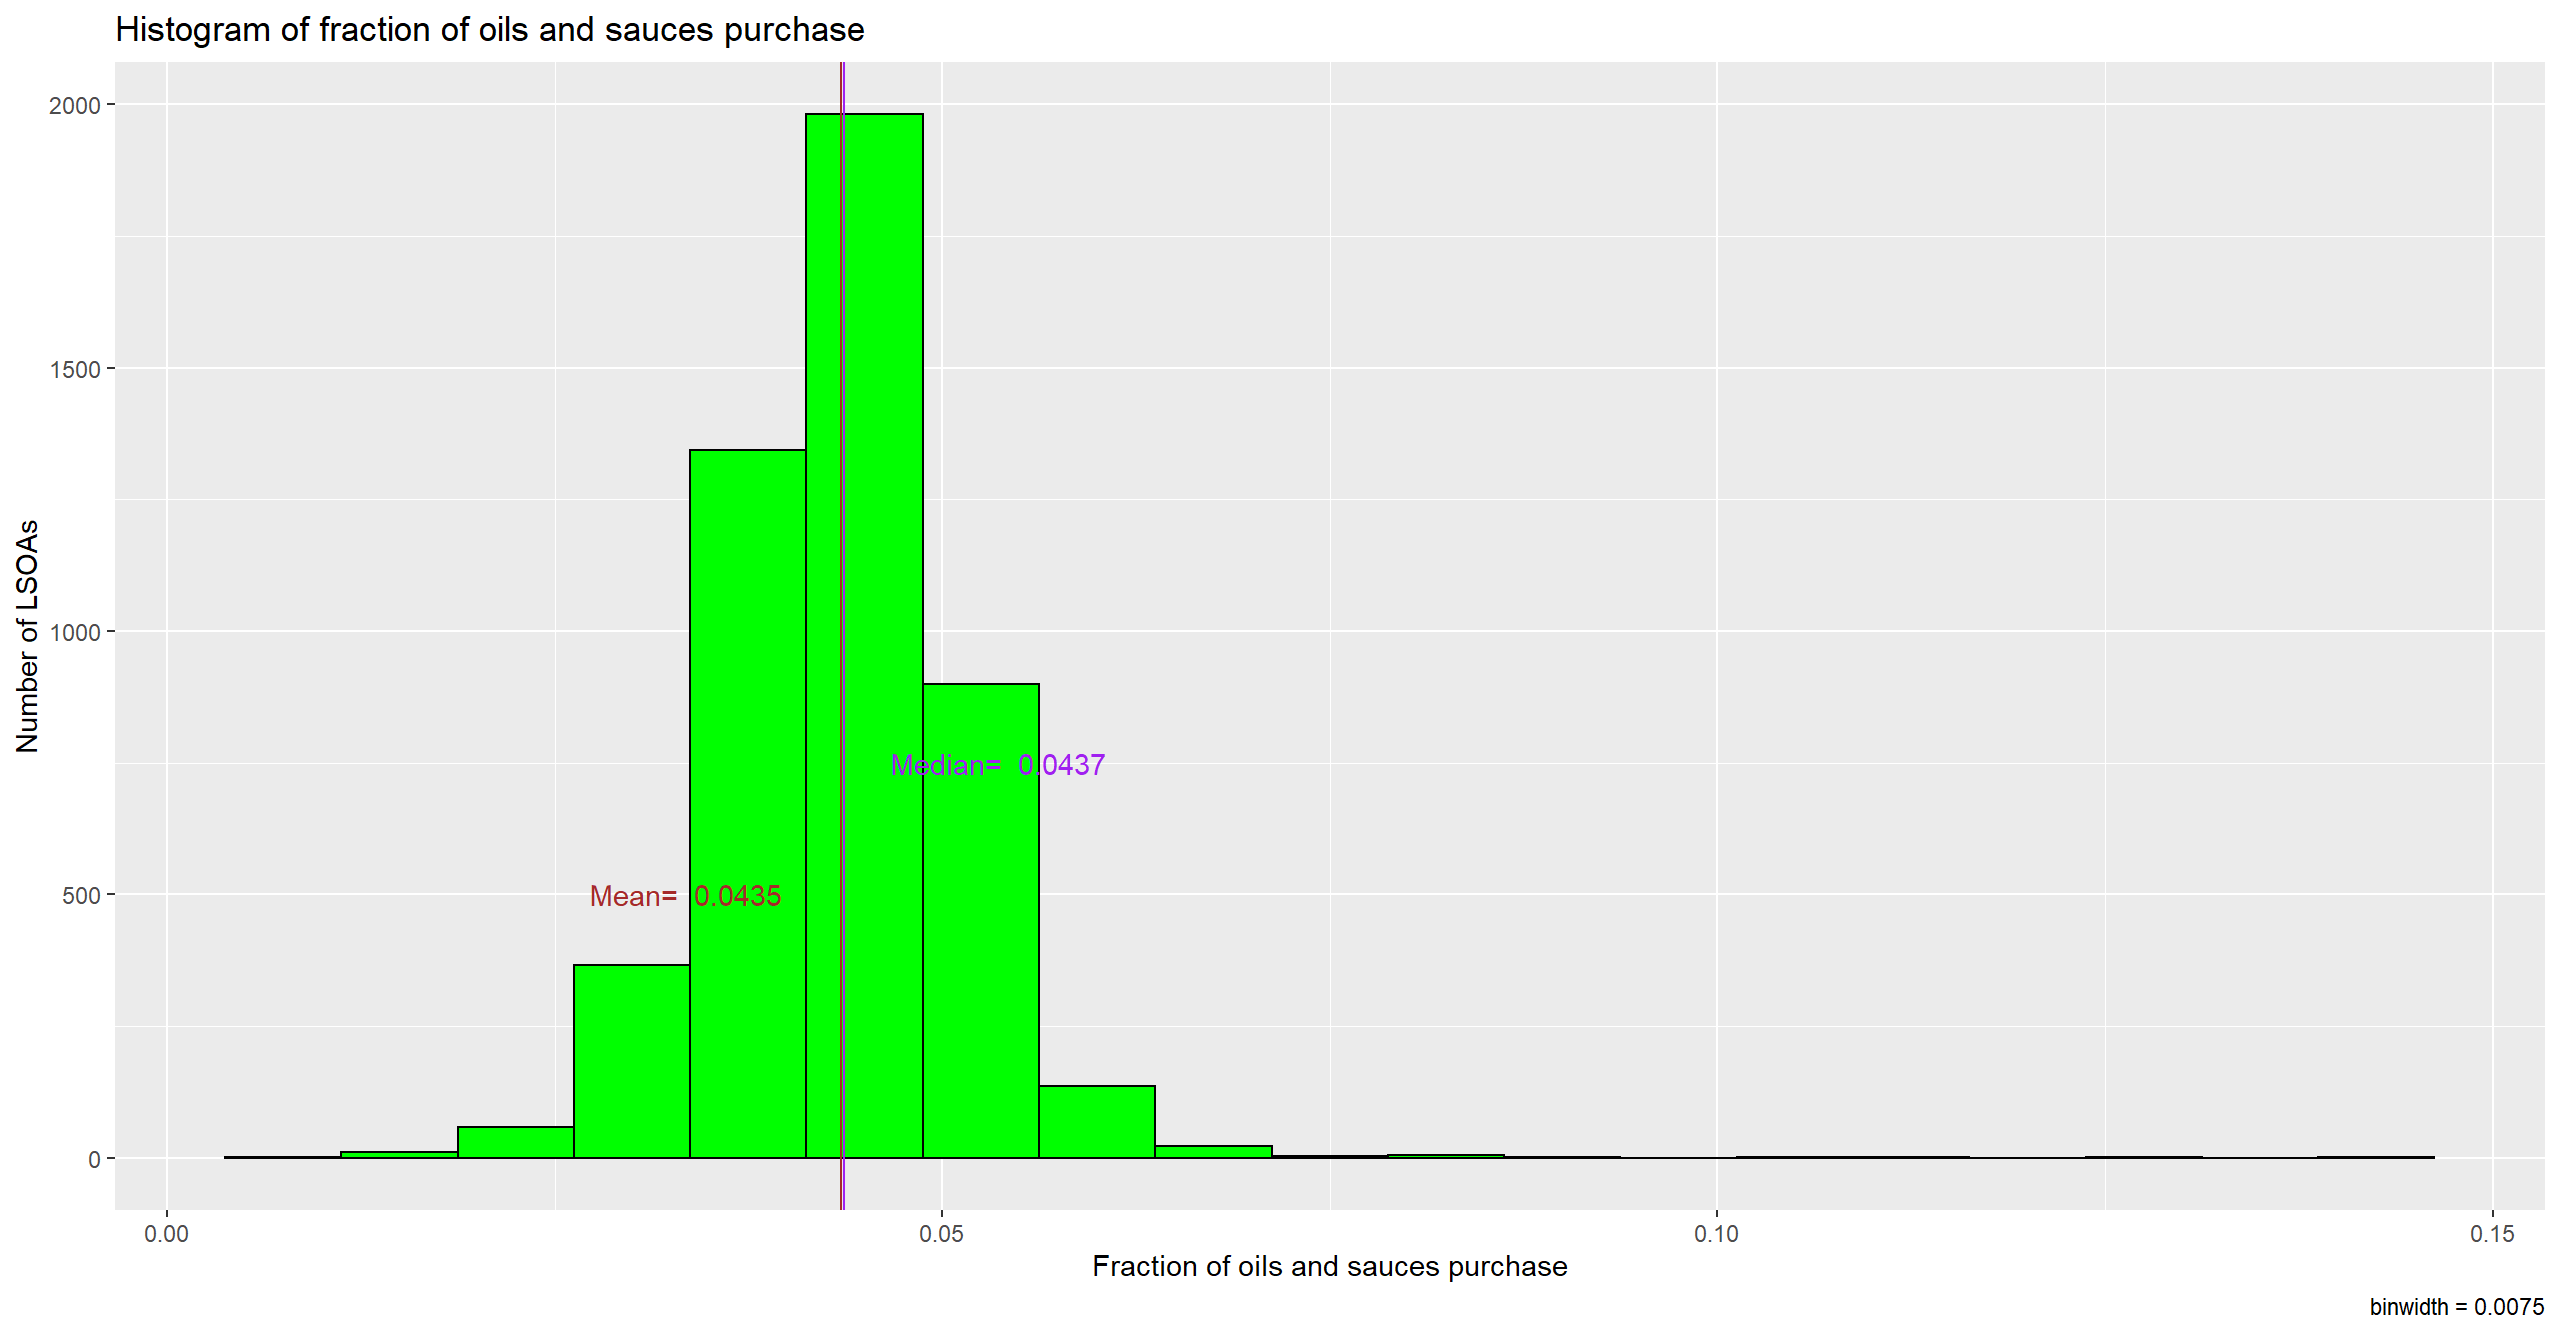 Histogram of fraction of oils and sauces purchase
2000
1500
1000
500
0
Number of LSOAs
Median=  0.0437
Mean=  0.0435
0.00 0.05 0.10 0.15
Fraction of oils and sauces purchase
binwidth = 0.0075